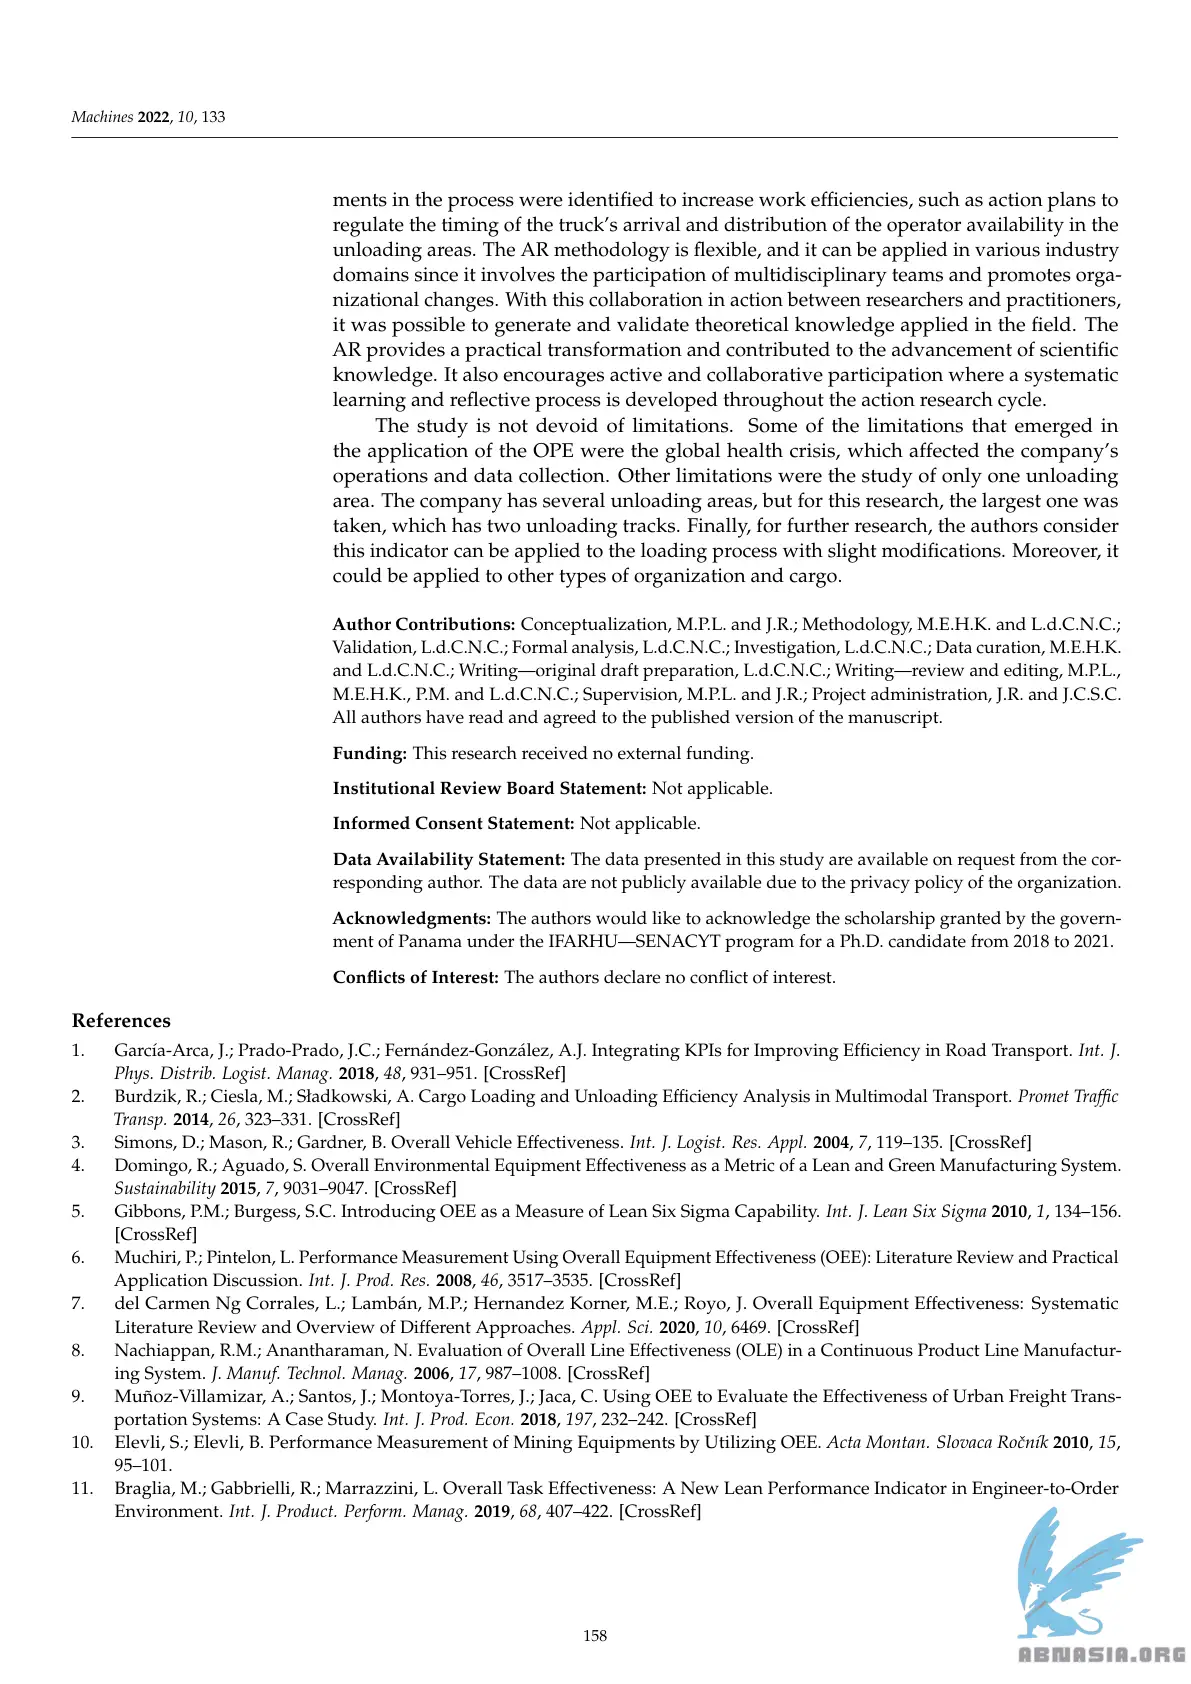 Machines 2022, 10, 133
ments in the process were identified to increase work efficiencies, such as action plans to
regulate the timing of the truck's arrival and distribution of the operator availability in the
unloading areas. The AR methodology is flexible, and it can be applied in various industry
domains since it involves the participation of multidisciplinary teams and promotes orga-
nizational changes. With this collaboration in action between researchers and practitioners,
it was possible to generate and validate theoretical knowledge applied in the field. The
AR provides a practical transformation and contributed to the advancement of scientific
knowledge. It also encourages active and collaborative participation where a systematic
learning and reflective process is developed throughout the action research cycle.
The study is not devoid of limitations. Some of the limitations that emerged in
the application of the OPE were the global health crisis, which affected the company's
operations and data collection. Other limitations were the study of only one unloading
area. The company has several unloading areas, but for this research, the largest one was
taken, which has two unloading tracks. Finally, for further research, the authors consider
this indicator can be applied to the loading process with slight modifications. Moreover, it
could be applied to other types of organization and cargo.
Author Contributions: Conceptualization, M.P.L. and J.R.; Methodology, M.E.H.K. and L.d.C.N.C.;
Validation, L.d.C.N.C.; Formal analysis, L.d.C.N.C.; Investigation, L.d.C.N.C.; Data curation, M.E.H.K.
and L.d.C.N.C.; Writing—original draft preparation, L.d.C.N.C.; Writing—review and editing, M.P.L.,
M.E.H.K., P.M. and L.d.C.N.C.; Supervision, M.P.L. and J.R.; Project administration, J.R. and J.C.S.C.
All authors have read and agreed to the published version of the manuscript.
Funding: This research received no external funding.
Institutional Review Board Statement: Not applicable.
Informed Consent Statement: Not applicable.
Data Availability Statement: The data presented in this study are available on request from the cor-
responding author. The data are not publicly available due to the privacy policy of the organization.
Acknowledgments: The authors would like to acknowledge the scholarship granted by the govern-
ment of Panama under the IFARHU—SENACYT program for a Ph.D. candidate from 2018 to 2021.
Conflicts of Interest: The authors declare no conflict of interest.
References
1. García-Arca, J.; Prado-Prado, J.C.; Fernández-González, A.J. Integrating KPIs for Improving Efficiency in Road Transport. Int. J.
Phys. Distrib. Logist. Manag. 2018, 48, 931–951. [CrossRef]
2. Burdzik, R.; Ciesla, M.; Sładkowski, A. Cargo Loading and Unloading Efficiency Analysis in Multimodal Transport. Promet Traffic
Transp. 2014, 26, 323–331. [CrossRef]
3. Simons, D.; Mason, R.; Gardner, B. Overall Vehicle Effectiveness. Int. J. Logist. Res. Appl. 2004, 7, 119–135. [CrossRef]
4. Domingo, R.; Aguado, S. Overall Environmental Equipment Effectiveness as a Metric of a Lean and Green Manufacturing System.
Sustainability 2015, 7, 9031–9047. [CrossRef]
5. Gibbons, P.M.; Burgess, S.C. Introducing OEE as a Measure of Lean Six Sigma Capability. Int. J. Lean Six Sigma 2010, 1, 134–156.
[CrossRef]
6. Muchiri, P.; Pintelon, L. Performance Measurement Using Overall Equipment Effectiveness (OEE): Literature Review and Practical
Application Discussion. Int. J. Prod. Res. 2008, 46, 3517–3535. [CrossRef]
7. del Carmen Ng Corrales, L.; Lambán, M.P.; Hernandez Korner, M.E.; Royo, J. Overall Equipment Effectiveness: Systematic
Literature Review and Overview of Different Approaches. Appl. Sci. 2020, 10, 6469. [CrossRef]
8. Nachiappan, R.M.; Anantharaman, N. Evaluation of Overall Line Effectiveness (OLE) in a Continuous Product Line Manufactur-
ing System. J. Manuf. Technol. Manag. 2006, 17, 987–1008. [CrossRef]
9. Muñoz-Villamizar, A.; Santos, J.; Montoya-Torres, J.; Jaca, C. Using OEE to Evaluate the Effectiveness of Urban Freight Trans-
portation Systems: A Case Study. Int. J. Prod. Econ. 2018, 197, 232–242. [CrossRef]
10. Elevli, S.; Elevli, B. Performance Measurement of Mining Equipments by Utilizing OEE. Acta Montan. Slovaca Ročník 2010, 15,
95–101.
11. Braglia, M.; Gabbrielli, R.; Marrazzini, L. Overall Task Effectiveness: A New Lean Performance Indicator in Engineer-to-Order
Environment. Int. J. Product. Perform. Manag. 2019, 68, 407–422. [CrossRef]
158
ABNASIA.ORG